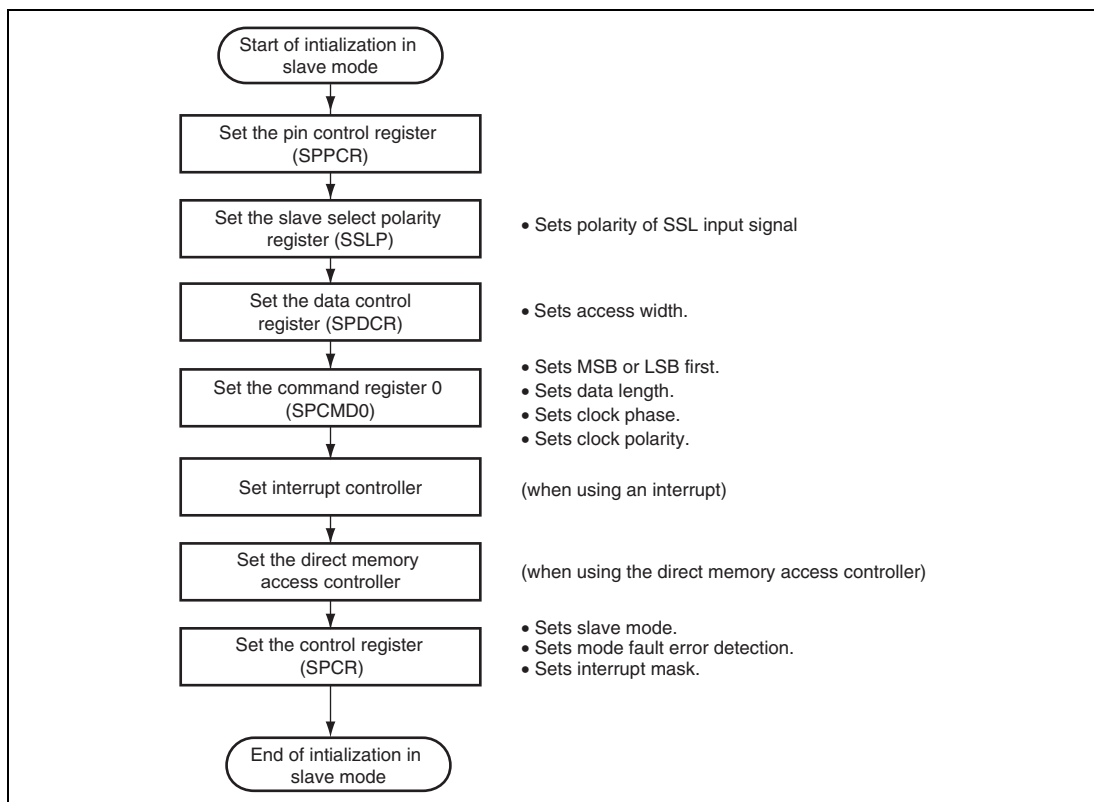 Start of intialization in
slave mode
Set the pin control register
(SPPCR)
Set the slave select polarity
register (SSLP)
• Sets polarity of SSL input signal
Set the data control
register (SPDCR)
• Sets access width.
Set the command register 0
(SPCMD0)
• Sets MSB or LSB first.
• Sets data length.
• Sets clock phase.
• Sets clock polarity.
Set interrupt controller
(when using an interrupt)
Set the direct memory
access controller
(when using the direct memory access controller)
Set the control register
(SPCR)
• Sets slave mode.
• Sets mode fault error detection.
• Sets interrupt mask.
End of intialization in
slave mode